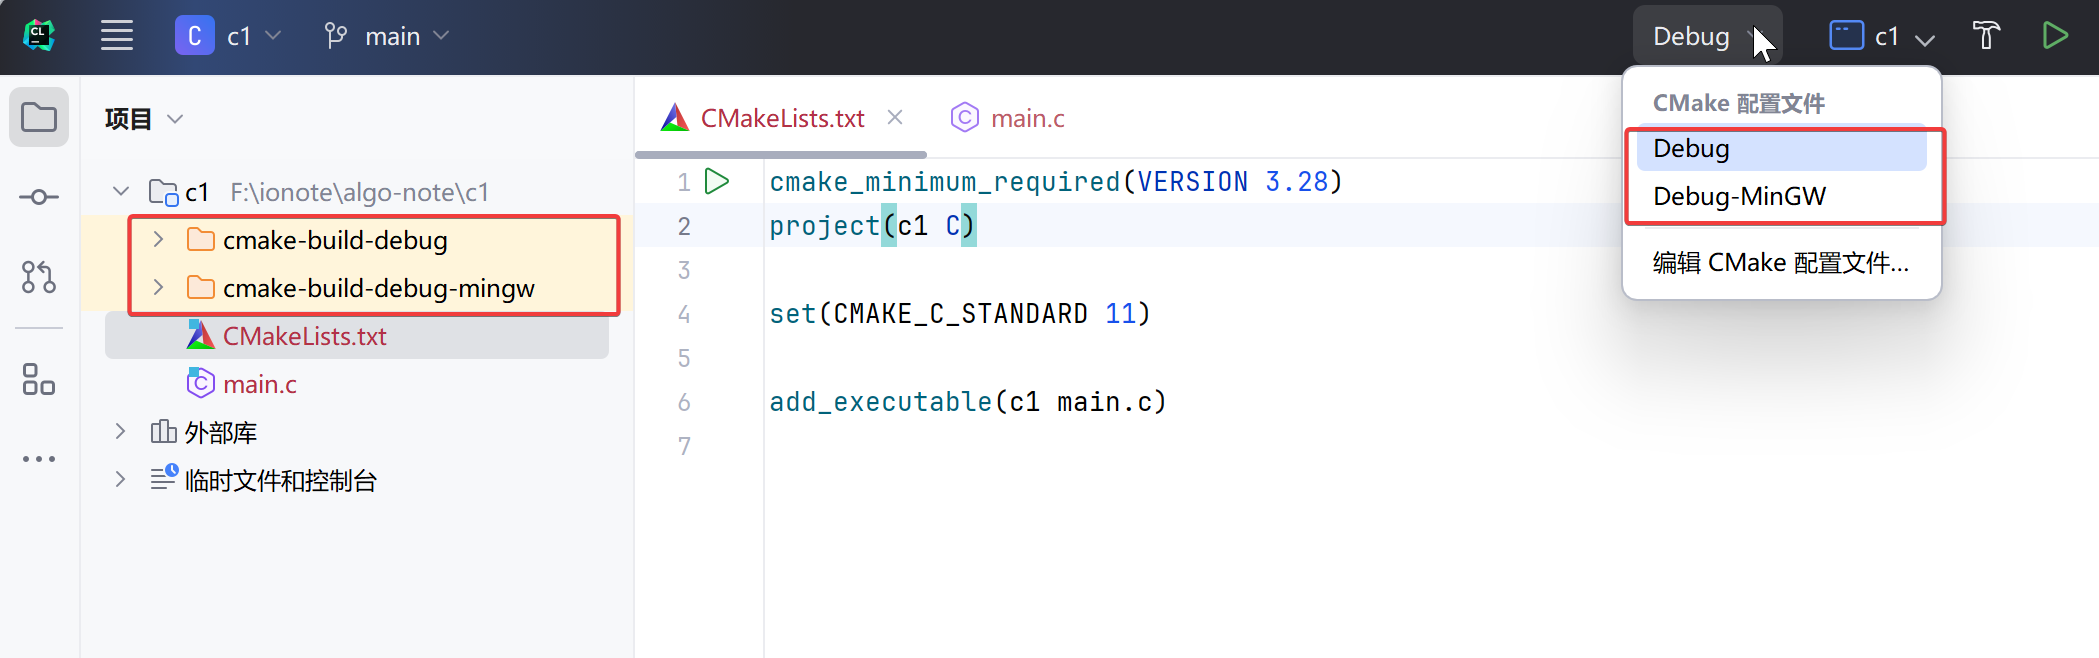 CL
C c1 main
Debug
c1
项目
c1 F:\ionote\algo-note\c1
cmake-build-debug
cmake-build-debug-mingw
CMakeLists.txt
C main.c
外部库
临时文件和控制台
CMakeLists.txt
C main.c
1 cmake_minimum_required(VERSION 3.28)
2 project(c1 C)
3
4 set(CMAKE_C_STANDARD 11)
5
6 add_executable(c1 main.c)
7
CMake 配置文件
Debug
Debug-MinGW
编辑 CMake 配置文件...